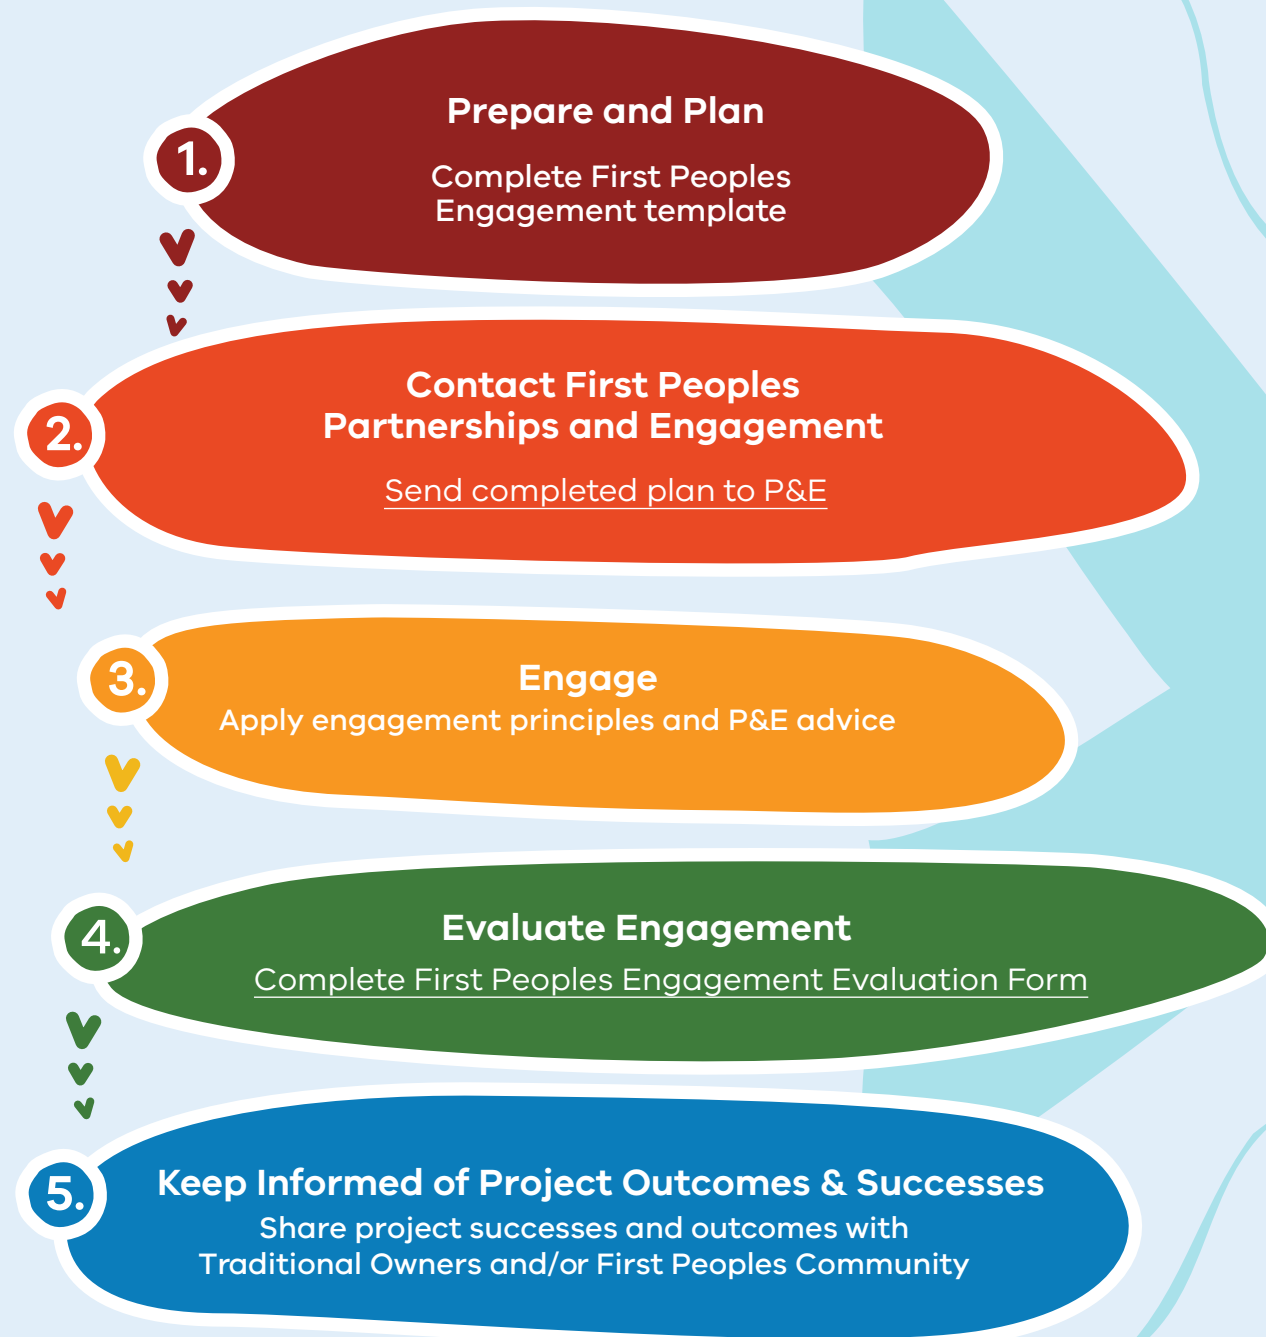 1.
Prepare and Plan
Complete First Peoples
Engagement template
2.
Contact First Peoples
Partnerships and Engagement
Send completed plan to P&E
3.
Engage
Apply engagement principles and P&E advice
4.
Evaluate Engagement
Complete First Peoples Engagement Evaluation Form
5.
Keep Informed of Project Outcomes & Successes
Share project successes and outcomes with
Traditional Owners and/or First Peoples Community